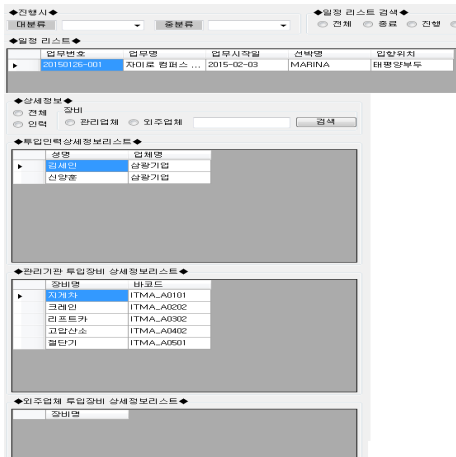 ◆진행시◆ ◆일정 리스트 검색◆
대분류 중분류 전체 종료 진행
◆일정 리스트◆
업무번호 업무명 업무시작일 선박명 입항위치
20150126-001 자미로 컴퍼스 ... 2015-02-03 MARINA 태평양부두
◆상세정보◆
전체 장비
인력 관리업체 외주업체 검색
◆투입인력상세정보리스트◆
성명 업체명
김세인 삼광기업
신양훈 삼광기업
◆관리기관 투입장비 상세정보리스트◆
장비명 바코드
지게차 ITMA_A0101
크레인 ITMA_A0202
리프트카 ITMA_A0302
고압산소 ITMA_A0402
절단기 ITMA_A0501
◆외주업체 투입장비 상세정보리스트◆
장비명